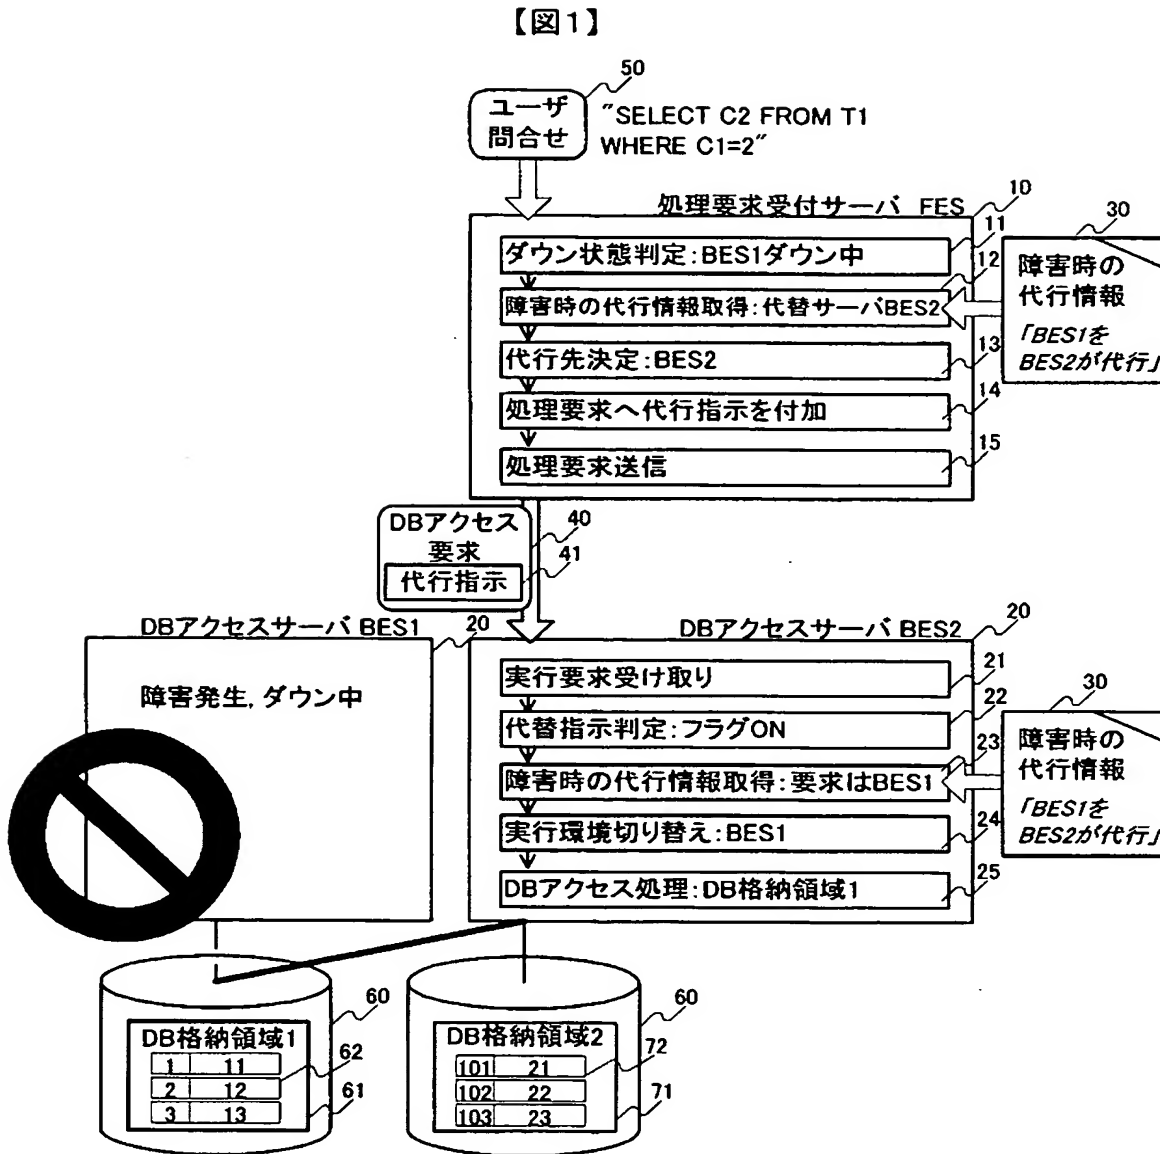 【図1】
50
ユーザ
問合せ
"SELECT C2 FROM T1
WHERE C1=2"
処理要求受付サーバ FES
10
ダウン状態判定:BES1ダウン中
11
障害時の代行情報取得:代替サーバBES2
12
代行先決定:BES2
13
処理要求へ代行指示を付加
14
処理要求送信
15
30
障害時の
代行情報
「BES1を
BES2が代行」
DBアクセス
要求
代行指示
40
41
DBアクセスサーバ BES1
20
障害発生, ダウン中
DBアクセスサーバ BES2
20
実行要求受け取り
21
代替指示判定:フラグON
22
障害時の代行情報取得:要求はBES1
23
実行環境切り替え:BES1
24
DBアクセス処理:DB格納領域1
25
30
障害時の
代行情報
「BES1を
BES2が代行」
60
DB格納領域1
1 11
2 12
3 13
62
61
60
DB格納領域2
101 21
102 22
103 23
72
71